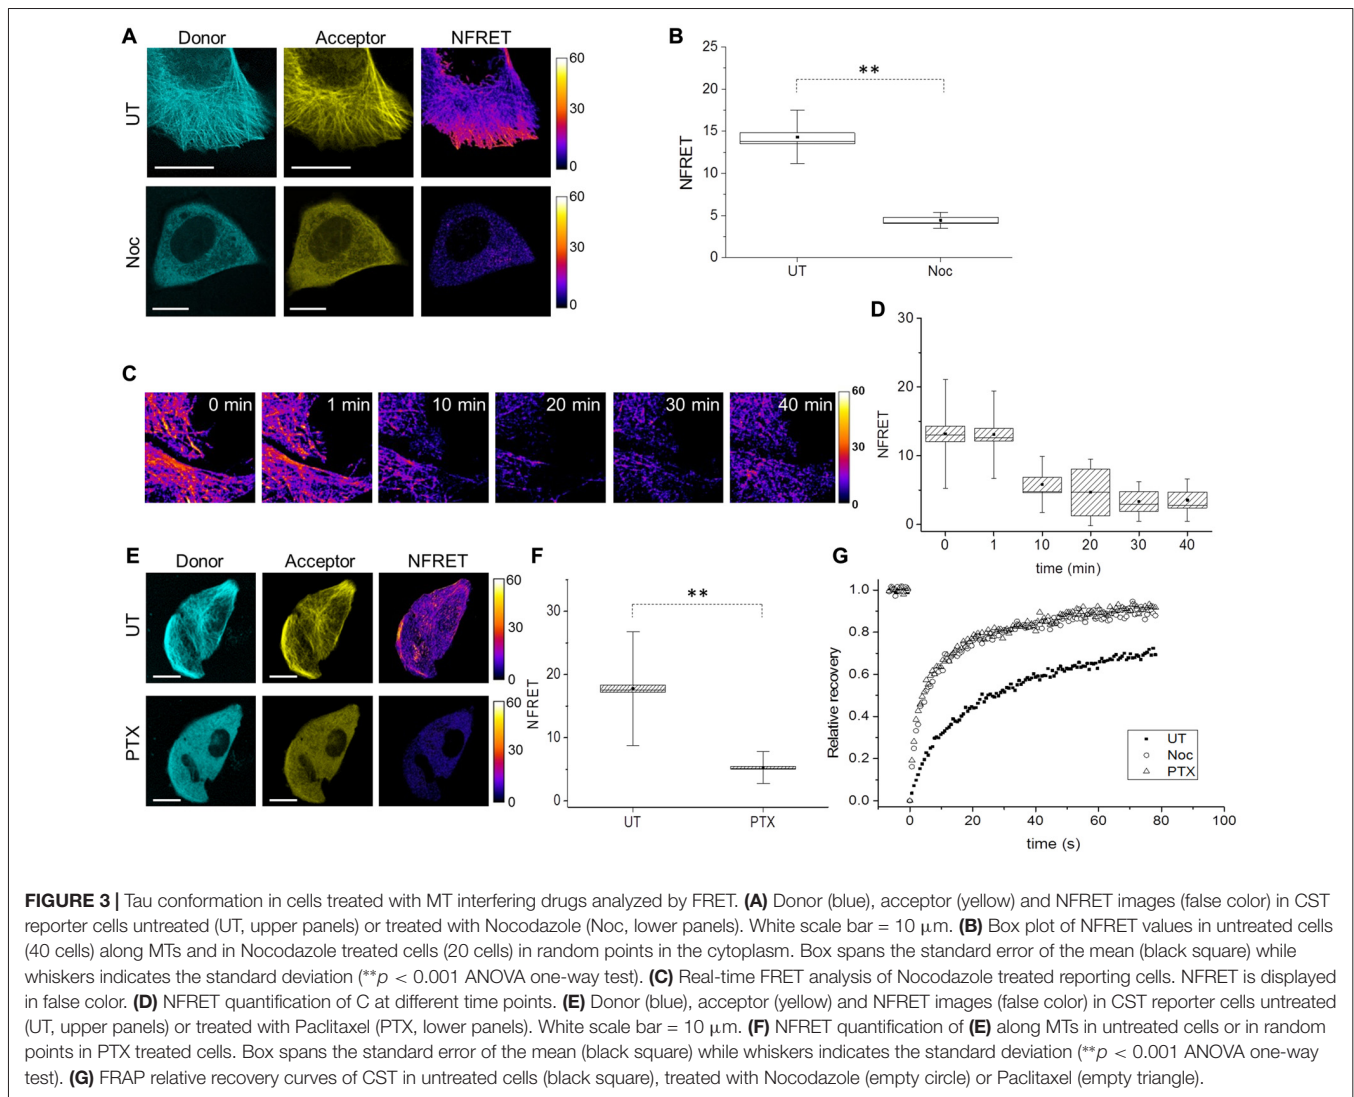 A
Donor
Acceptor
NFRET
UT
60
30
0
Noc
60
30
0
B
25
20
15
10
5
0
NFRET
**
UT
Noc
C
0 min
1 min
10 min
20 min
30 min
40 min
60
30
0
D
30
20
10
0
NFRET
0
1
10
20
30
40
time (min)
E
Donor
Acceptor
NFRET
UT
60
30
0
PTX
60
30
0
F
30
20
10
0
NFRET
**
UT
PTX
G
1.0
0.8
0.6
0.4
0.2
0.0
Relative recovery
UT
Noc
PTX
0
20
40
60
80
100
time (s)
FIGURE 3 | Tau conformation in cells treated with MT interfering drugs analyzed by FRET. (A) Donor (blue), acceptor (yellow) and NFRET images (false color) in CST
reporter cells untreated (UT, upper panels) or treated with Nocodazole (Noc, lower panels). White scale bar = 10 μm. (B) Box plot of NFRET values in untreated cells
(40 cells) along MTs and in Nocodazole treated cells (20 cells) in random points in the cytoplasm. Box spans the standard error of the mean (black square) while
whiskers indicates the standard deviation (**p < 0.001 ANOVA one-way test). (C) Real-time FRET analysis of Nocodazole treated reporting cells. NFRET is displayed
in false color. (D) NFRET quantification of C at different time points. (E) Donor (blue), acceptor (yellow) and NFRET images (false color) in CST reporter cells untreated
(UT, upper panels) or treated with Paclitaxel (PTX, lower panels). White scale bar = 10 μm. (F) NFRET quantification of (E) along MTs in untreated cells or in random
points in PTX treated cells. Box spans the standard error of the mean (black square) while whiskers indicates the standard deviation (**p < 0.001 ANOVA one-way
test). (G) FRAP relative recovery curves of CST in untreated cells (black square), treated with Nocodazole (empty circle) or Paclitaxel (empty triangle).